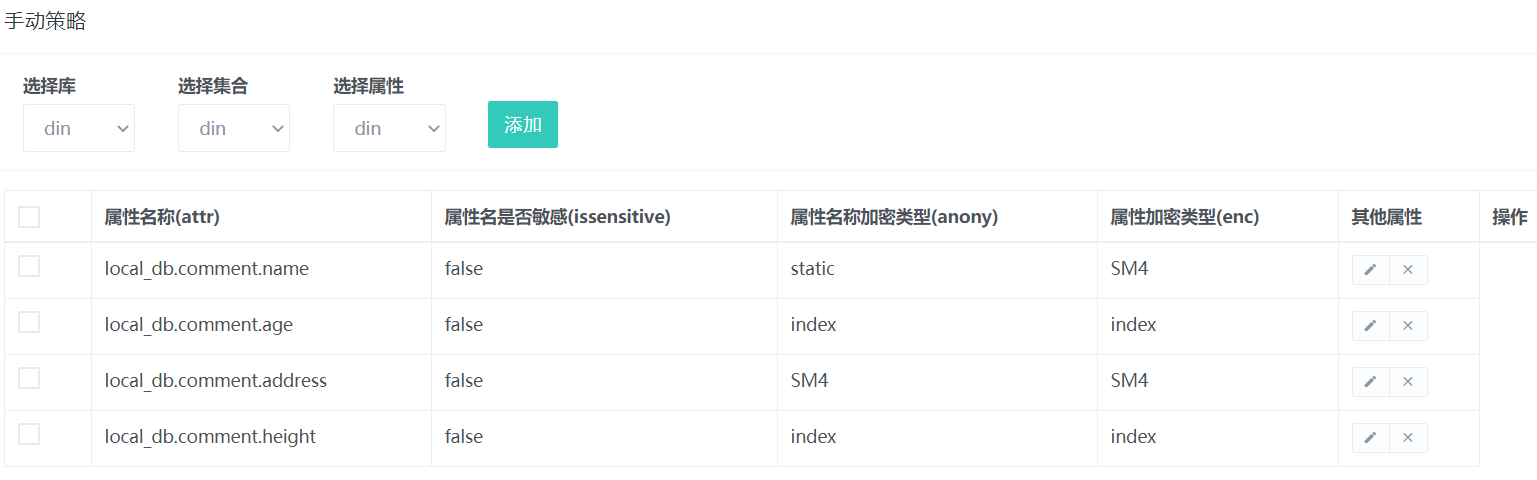 手动策略
选择库 选择集合 选择属性
din din din 添加
属性名称(attr) 属性名是否敏感(issensitive) 属性名称加密类型(anony) 属性加密类型(enc) 其他属性 操作
local_db.comment.name false static SM4
local_db.comment.age false index index
local_db.comment.address false SM4 SM4
local_db.comment.height false index index